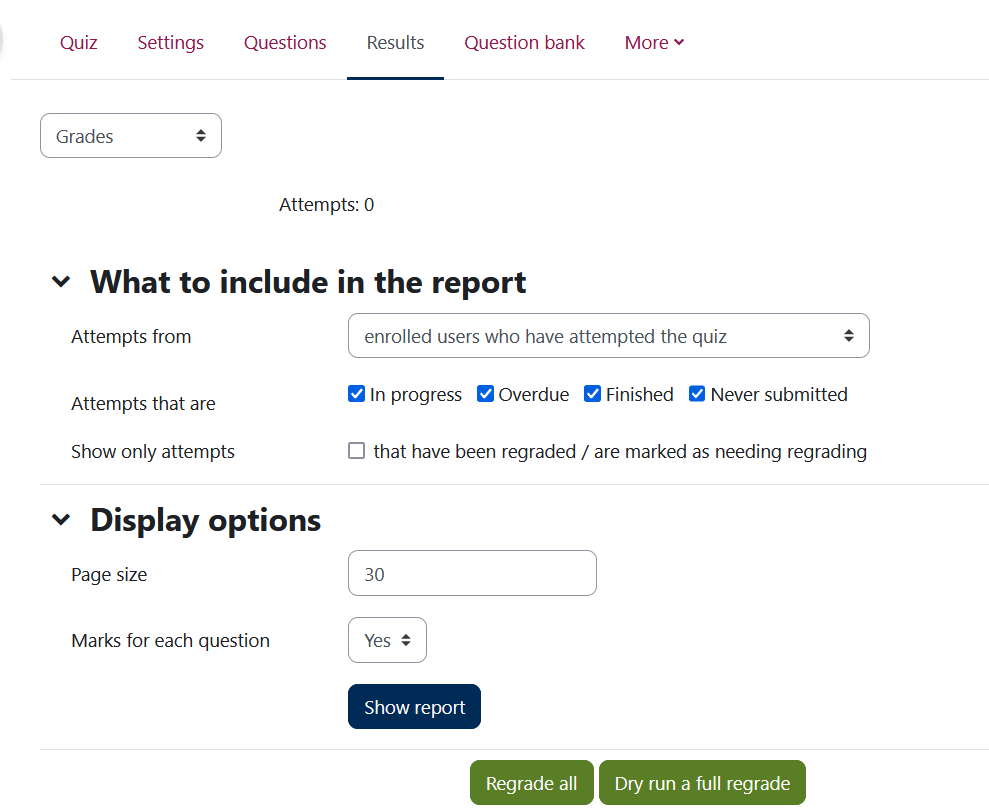 Quiz Settings Questions Results Question bank More
Grades
Attempts: 0
What to include in the report
Attempts from enrolled users who have attempted the quiz
Attempts that are In progress Overdue Finished Never submitted
Show only attempts that have been regraded / are marked as needing regrading
Display options
Page size 30
Marks for each question Yes
Show report
Regrade all Dry run a full regrade